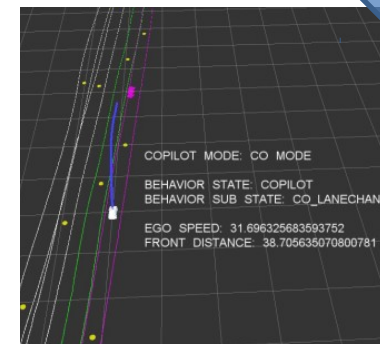 COPILOT MODE: CO MODE
BEHAVIOR STATE: COPILOT
BEHAVIOR SUB STATE: CO_LANECHAN
EGO SPEED: 31.696325683593752
FRONT DISTANCE: 38.705635070800781